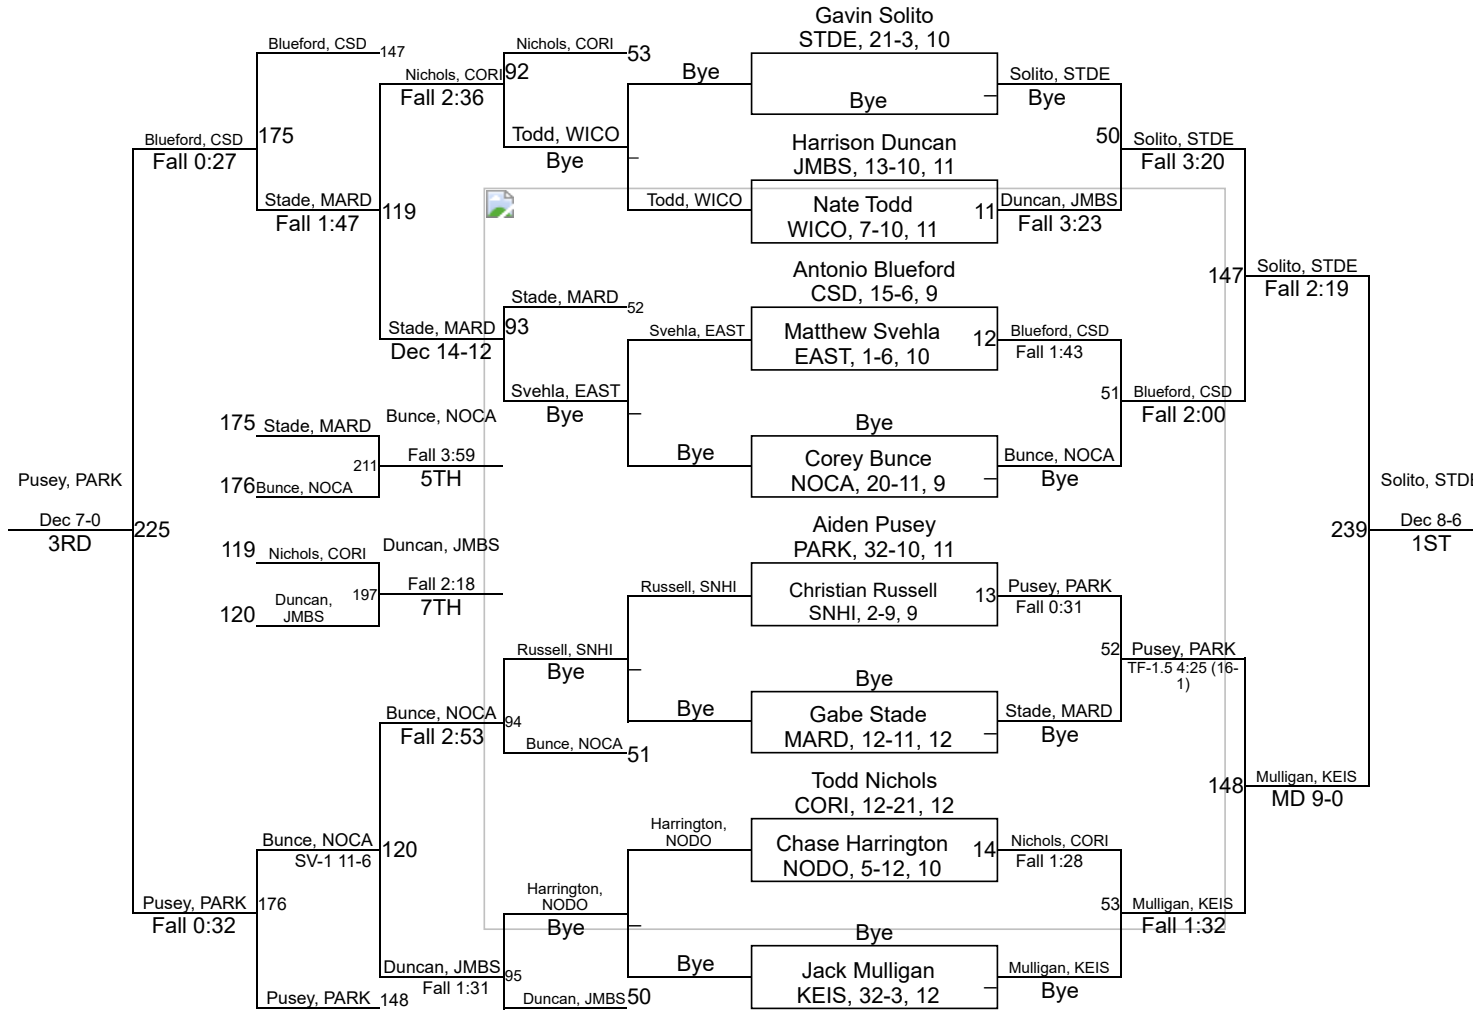 Gavin Solito
STDE, 21-3, 10
Bye
Harrison Duncan
JMBS, 13-10, 11
Nate Todd
WICO, 7-10, 11
11
Antonio Blueford
CSD, 15-6, 9
Matthew Svehla
EAST, 1-6, 10
12
Bye
Corey Bunce
NOCA, 20-11, 9
Aiden Pusey
PARK, 32-10, 11
Christian Russell
SNHI, 2-9, 9
13
Bye
Gabe Stade
MARD, 12-11, 12
Todd Nichols
CORI, 12-21, 12
Chase Harrington
NODO, 5-12, 10
14
Bye
Jack Mulligan
KEIS, 32-3, 12
Solito, STDE
Bye
50
Duncan, JMBS
Fall 3:23
Blueford, CSD
Fall 1:43
51
Bunce, NOCA
Bye
Pusey, PARK
Fall 0:31
52
Stade, MARD
Bye
Nichols, CORI
Fall 1:28
53
Mulligan, KEIS
Bye
Solito, STDE
Fall 3:20
147
Blueford, CSD
Fall 2:00
Pusey, PARK
TF-1.5 4:25 (16-
1)
148
Mulligan, KEIS
Fall 1:32
Solito, STDE
Fall 2:19
239
Mulligan, KEIS
MD 9-0
Solito, STDE
Dec 8-6
1ST
Bye
Todd, WICO
Svehla, EAST
Bye
Russell, SNHI
Bye
Harrington,
NODO
Bye
Nichols, CORI
53
92
Todd, WICO
Bye
Stade, MARD
52
93
Svehla, EAST
Bye
Russell, SNHI
Bye
94
Bunce, NOCA
51
Harrington,
NODO
Bye
95
Duncan, JMBS
50
Nichols, CORI
Fall 2:36
119
Stade, MARD
Dec 14-12
Bunce, NOCA
Fall 2:53
120
Duncan, JMBS
Fall 1:31
Blueford, CSD
147
175
Stade, MARD
Fall 1:47
Bunce, NOCA
SV-1 11-6
176
Pusey, PARK
148
Blueford, CSD
Fall 0:27
225
Pusey, PARK
Fall 0:32
Pusey, PARK
Dec 7-0
3RD
175
Stade, MARD
Bunce, NOCA
211
Fall 3:59
5TH
176
Bunce, NOCA
119
Nichols, CORI
Duncan, JMBS
197
Fall 2:18
7TH
120
Duncan,
JMBS